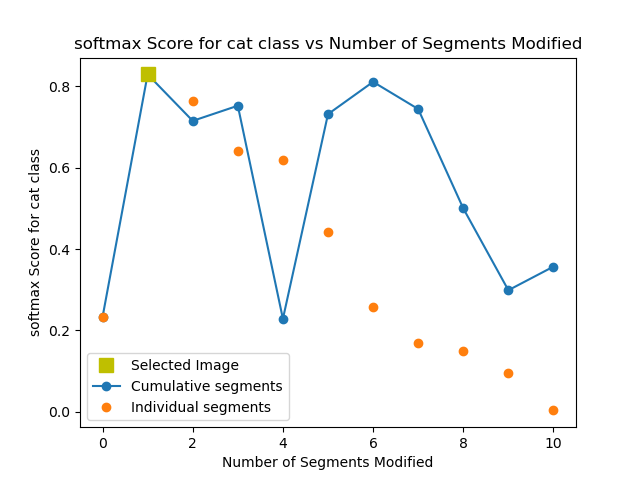 softmax Score for cat class vs Number of Segments Modified
softmax Score for cat class
0.8
0.6
0.4
0.2
0.0
Selected Image
Cumulative segments
Individual segments
0 2 4 6 8 10
Number of Segments Modified